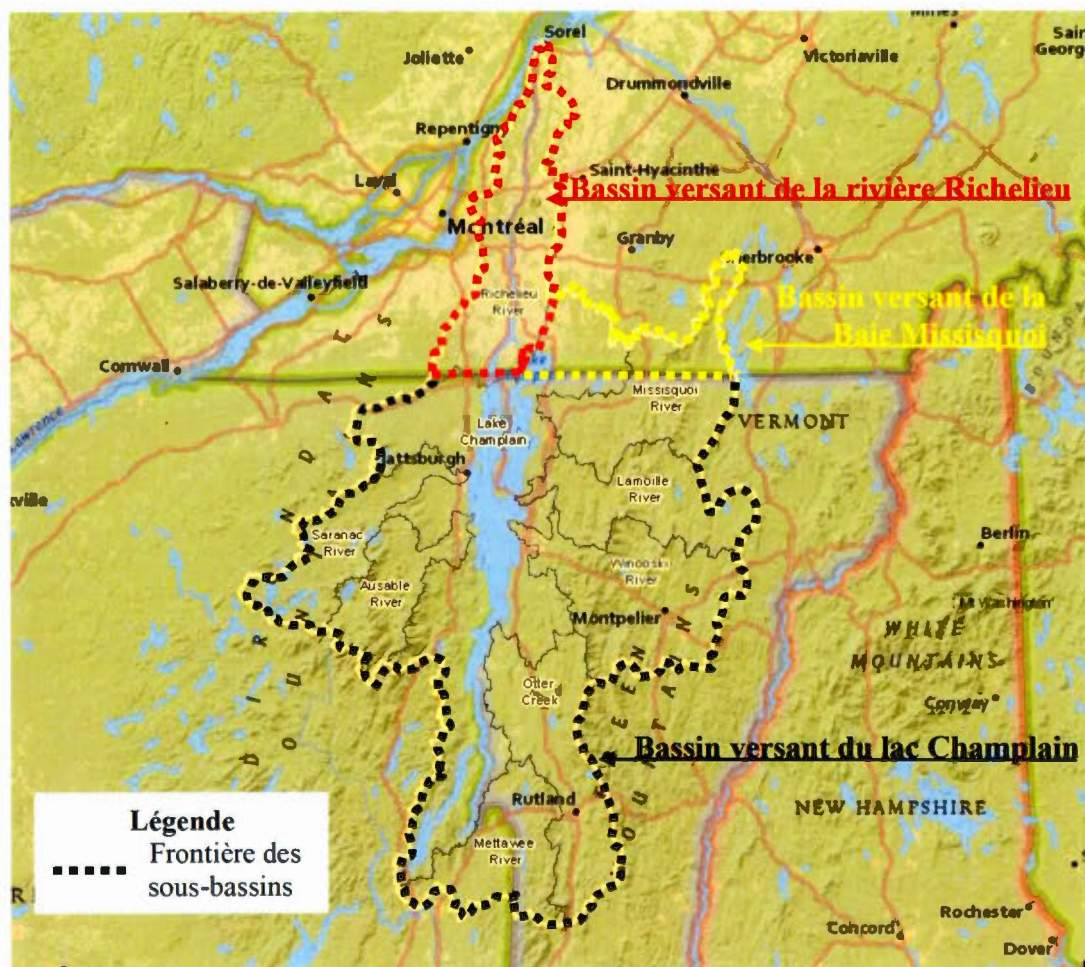 Sorel
Joliette
Victoriaville
Drummondville
Repentigny
Laval
Saint-Hyacinthe
Bassin versant de la rivière Richelieu
Montréal
Granby
Salaberry-de-Valleyfield
Richelieu
River
Bassin versant de la
Baie Missisquoi
Cornwall
Missisquoi
River
Lake
Champlain
VERMONT
Lamoille
River
Saranac
River
Berlin
Winooski
River
Ausable
River
Montpelier
Mt Washington
WHITE
MOUNTAINS
Otter
Creek
Conway
Bassin versant du lac Champlain
Rutland
NEW HAMPSHIRE
Légende
Frontière des
sous-bassins
Mettawee
River
Rochester
Concord
Dover